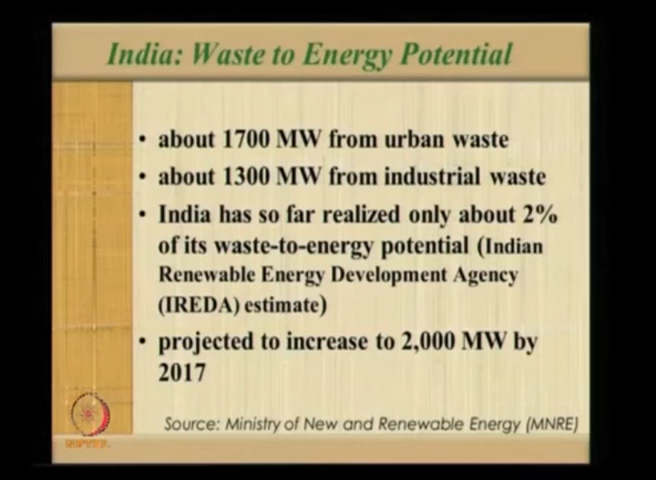 India: Waste to Energy Potential
• about 1700 MW from urban waste
• about 1300 MW from industrial waste
• India has so far realized only about 2%
of its waste-to-energy potential (Indian
Renewable Energy Development Agency
(IREDA) estimate)
• projected to increase to 2,000 MW by
2017
Source: Ministry of New and Renewable Energy (MNRE)
NPTEL